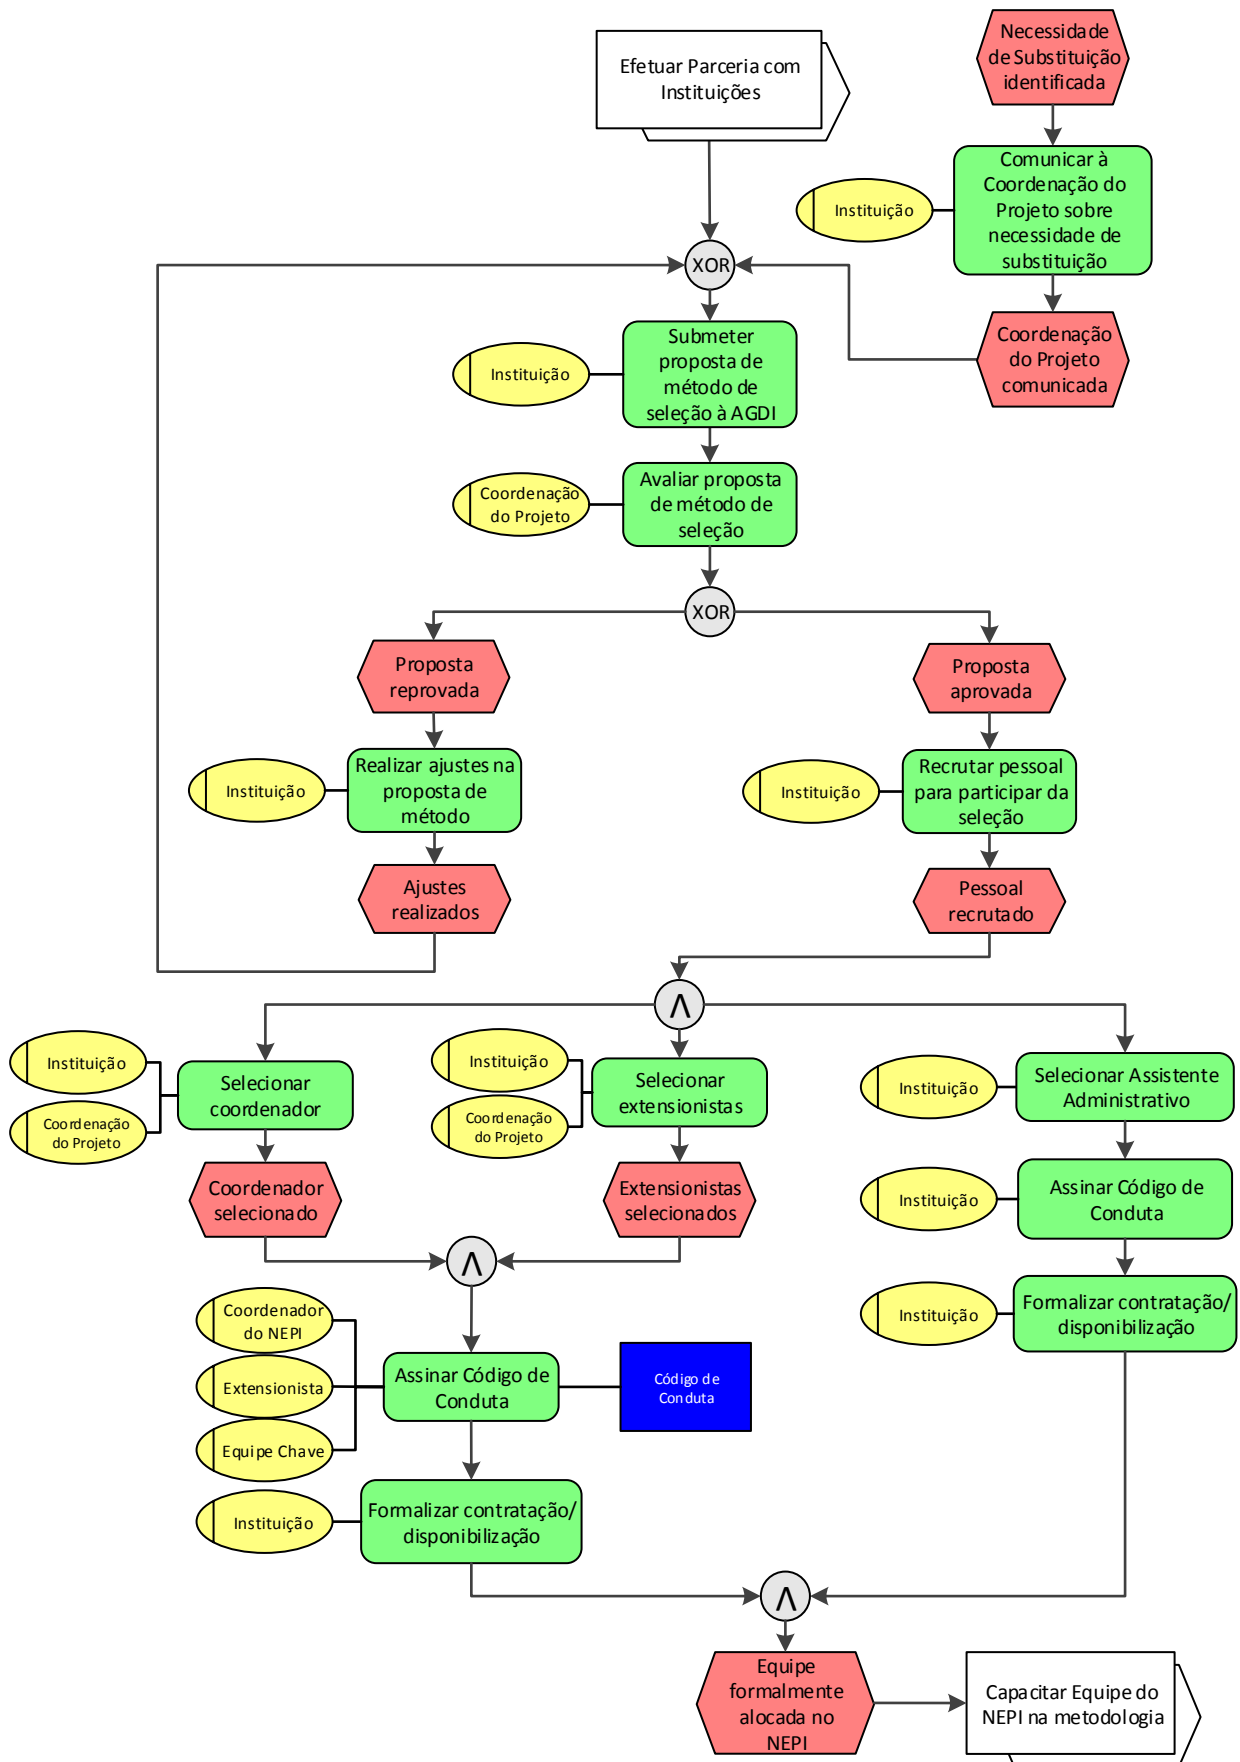 Efetuar Parceria com
Instituições
Necessidade
de Substituição
identificada
Comunicar à
Coordenação do
Projeto sobre
necessidade de
substituição
Instituição
XOR
Submeter
proposta de
método de
seleção à AGDI
Instituição
Coordenação
do Projeto
comunicada
Avaliar proposta
de método de
seleção
Coordenação
do Projeto
XOR
Proposta
reprovada
Proposta
aprovada
Realizar ajustes na
proposta de
método
Instituição
Recrutar pessoal
para participar da
seleção
Instituição
Ajustes
realizados
Pessoal
recrutado
Λ
Instituição
Coordenação
do Projeto
Selecionar
coordenador
Instituição
Coordenação
do Projeto
Selecionar
extensionistas
Instituição
Selecionar Assistente
Administrativo
Coordenador
selecionado
Extensionistas
selecionados
Instituição
Assinar Código de
Conduta
Λ
Instituição
Formalizar contratação/
disponibilização
Coordenador
do NEPI
Extensionista
Equipe Chave
Assinar Código de
Conduta
Código de
Conduta
Instituição
Formalizar contratação/
disponibilização
Λ
Equipe
formalmente
alocada no
NEPI
Capacitar Equipe do
NEPI na metodologia